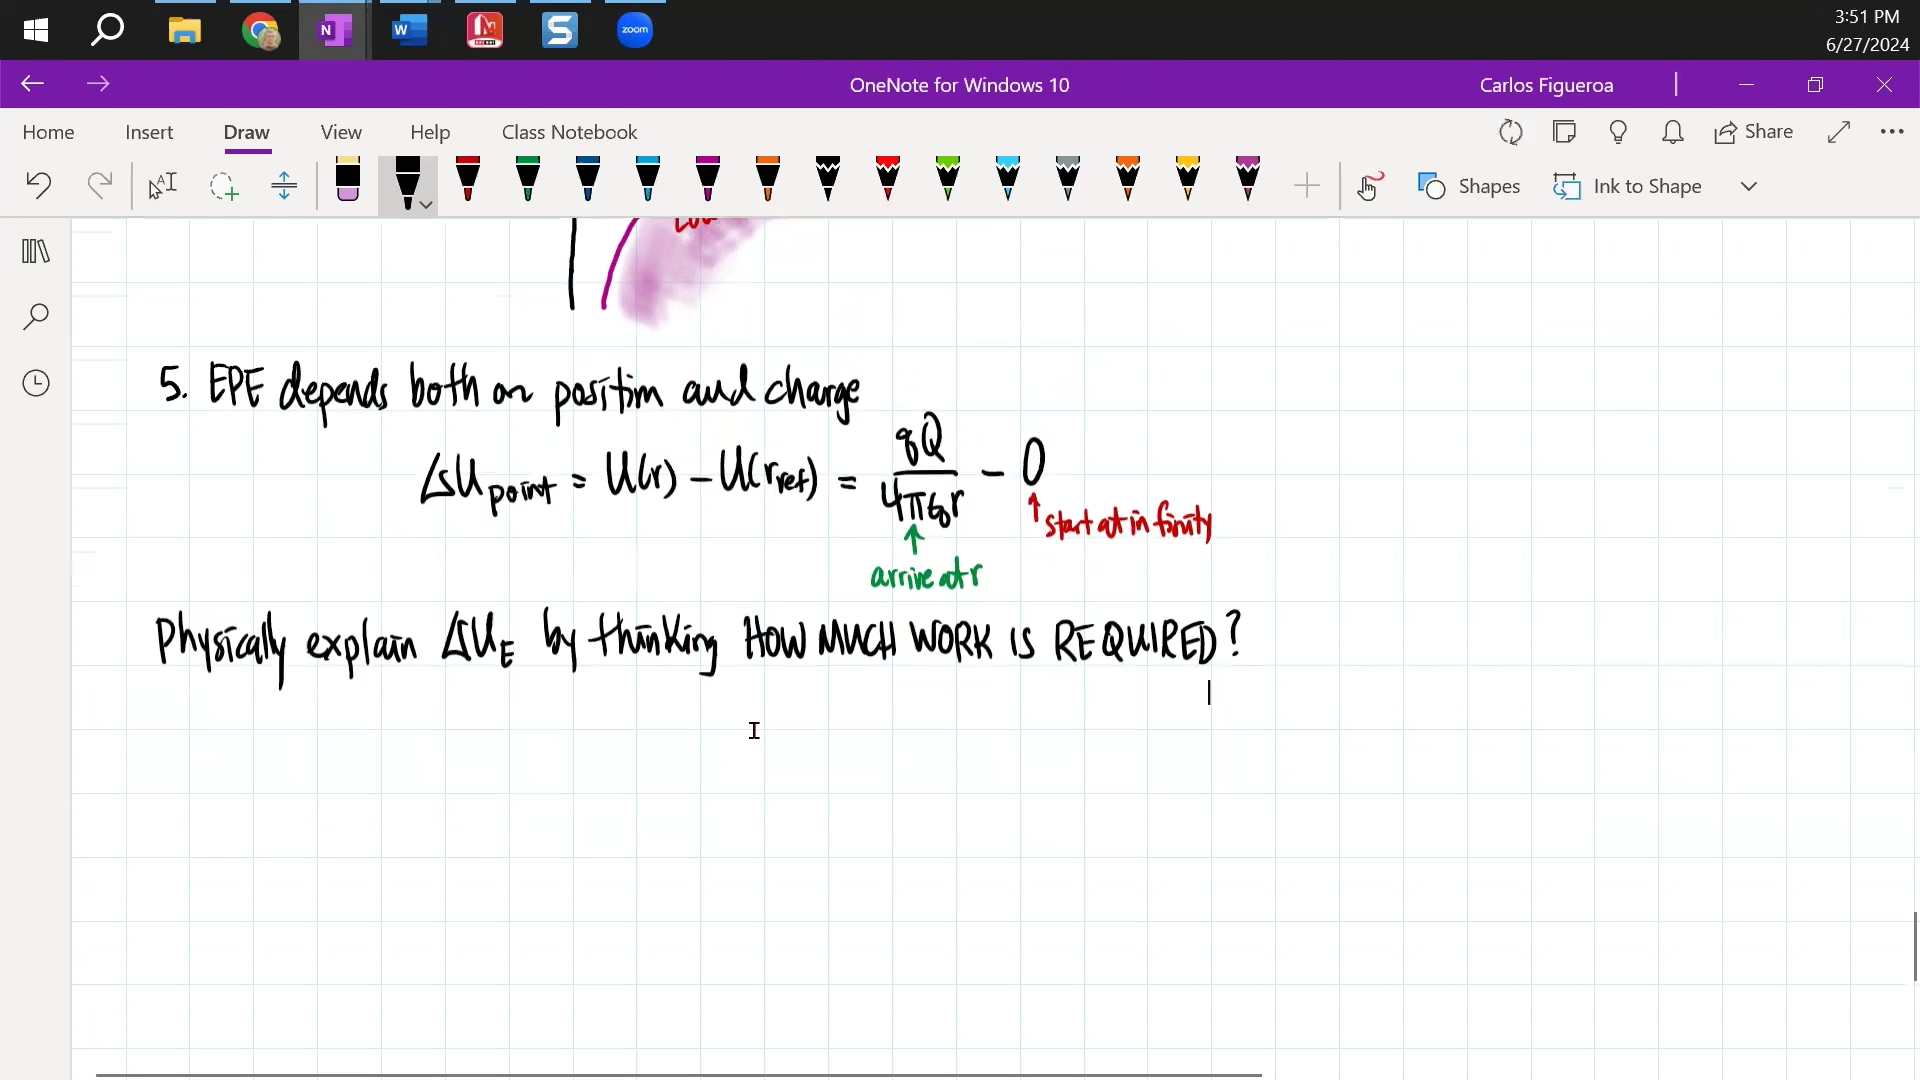 3:51 PM
6/27/2024
N
W
S
zoom
OneNote for Windows 10
Carlos Figueroa
Home
Insert
Draw
View
Help
Class Notebook
Share
Shapes
Ink to Shape
5. EPE depends both on position and charge
ΔU point = U(r) - U(r ref) = qQ / 4πε₀r - 0
↑ start at infinity
↑
arrive at r
Physically explain ΔU_E by thinking HOW MUCH WORK IS REQUIRED?